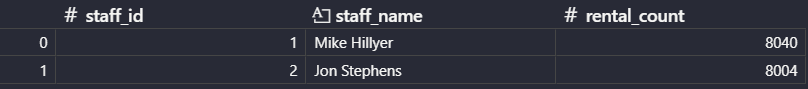 # staff_id A staff_name # rental_count
0 1 Mike Hillyer 8040
1 2 Jon Stephens 8004